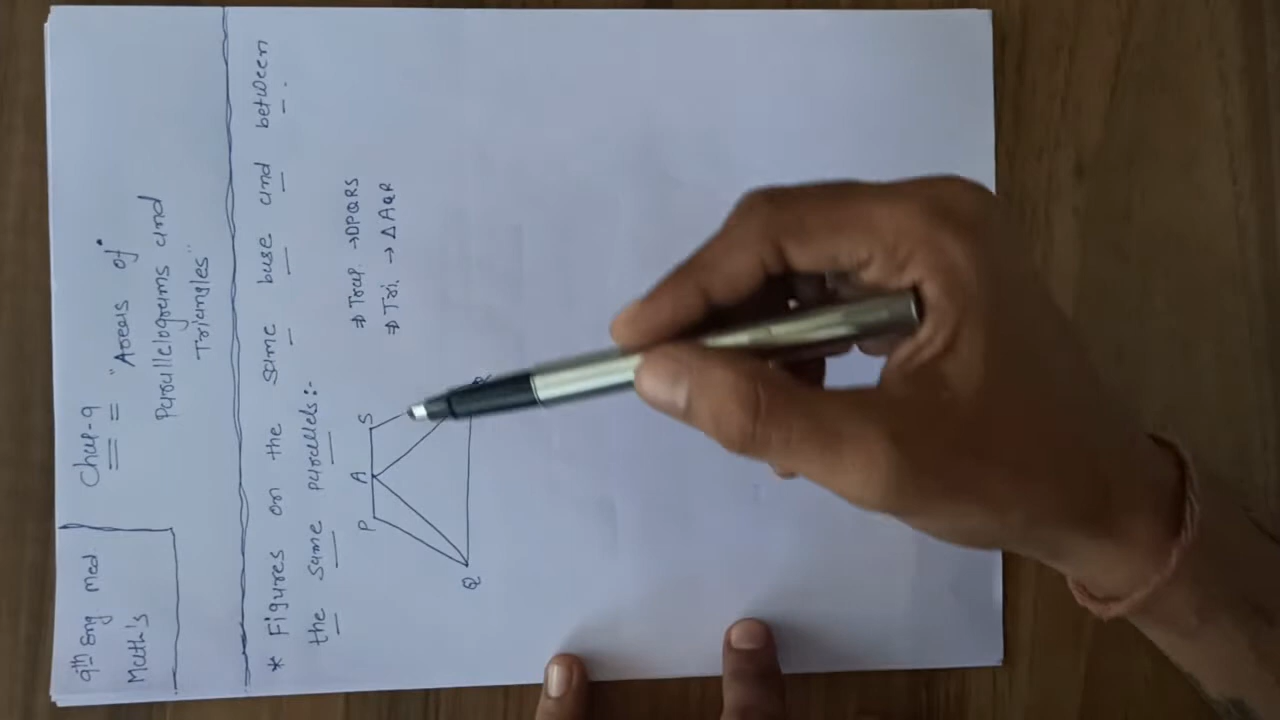 9th Eng Med
Math's
Chap-9
"Areas of
Parallelograms and
Triangles"
* Figures on the same base and between
the same parallels:-
P A S
Q R
⇒ Trap. → □PQRS
⇒ Tri. → △AQR